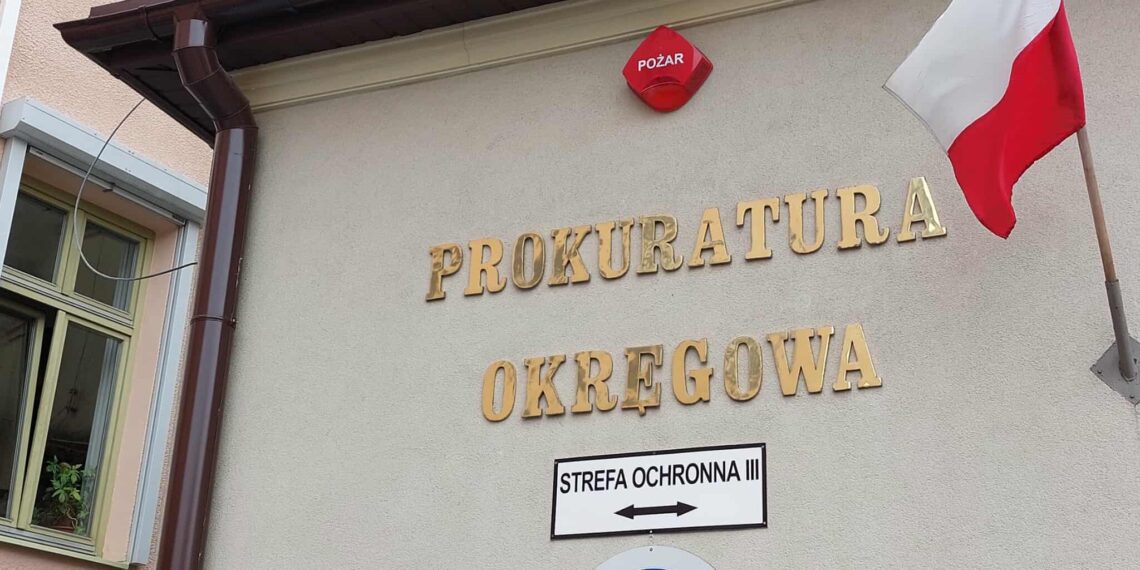 POŻAR
PROKURATURA
OKRĘGOWA
STREFA OCHRONNA III